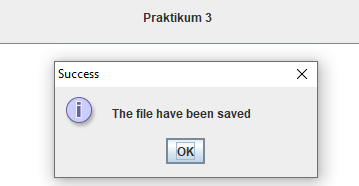 Praktikum 3
Success
The file have been saved
OK